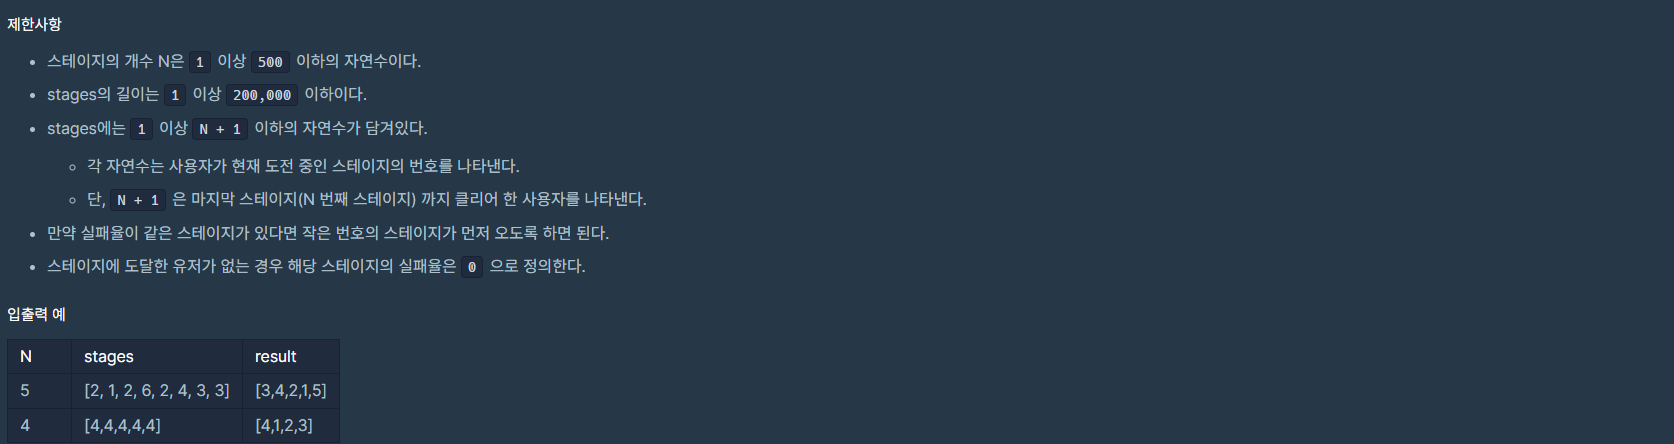 제한사항
스테이지의 개수 N은 1 이상 500 이하의 자연수이다.
stages의 길이는 1 이상 200,000 이하이다.
stages에는 1 이상 N + 1 이하의 자연수가 담겨있다.
각 자연수는 사용자가 현재 도전 중인 스테이지의 번호를 나타낸다.
단, N + 1 은 마지막 스테이지(N 번째 스테이지) 까지 클리어 한 사용자를 나타낸다.
만약 실패율이 같은 스테이지가 있다면 작은 번호의 스테이지가 먼저 오도록 하면 된다.
스테이지에 도달한 유저가 없는 경우 해당 스테이지의 실패율은 0 으로 정의한다.
입출력 예
N stages result
5 [2, 1, 2, 6, 2, 4, 3, 3] [3,4,2,1,5]
4 [4,4,4,4,4] [4,1,2,3]